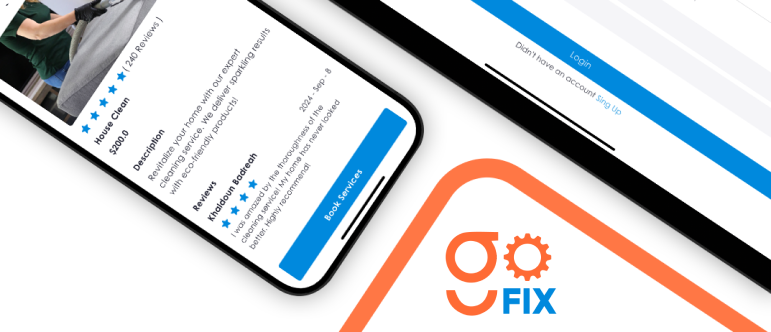 ( 240 Reviews )
House Clean
$200.0
Description
Revitalize your home with our expert
cleaning service. We deliver sparkling results
with eco-friendly products!
Reviews
Khaldoun Badreah
2024 - Sep - 8
I was amazed by the thoroughness of the
cleaning service! My home has never looked
better. Highly recommend!
Book Services
Login
Didn't have an account Sing Up
go
FIX